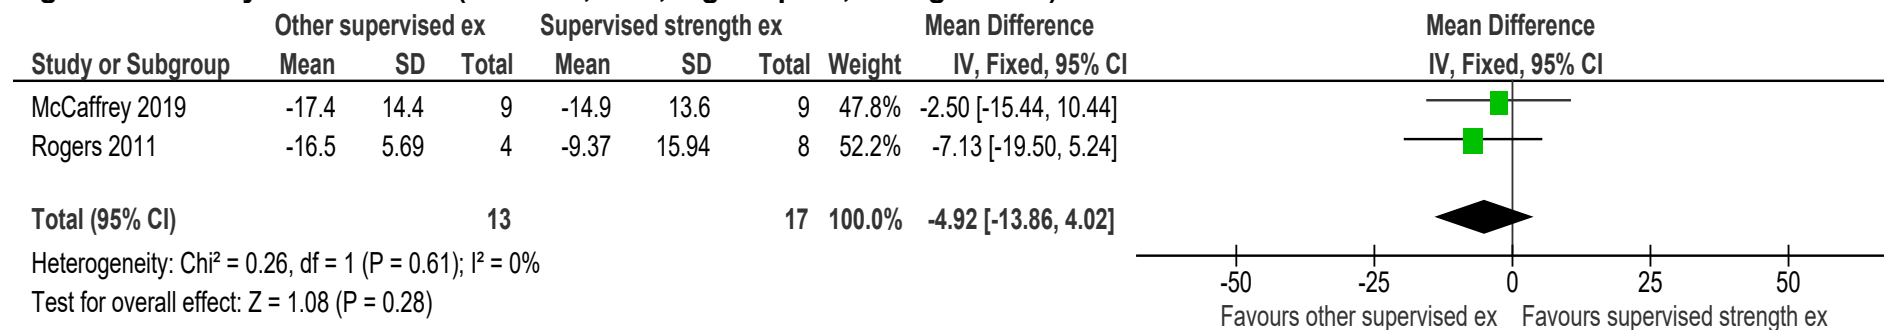 Other supervised ex Supervised strength ex Mean Difference Mean Difference
Study or Subgroup Mean SD Total Mean SD Total Weight IV, Fixed, 95% CI IV, Fixed, 95% CI
McCaffrey 2019 -17.4 14.4 9 -14.9 13.6 9 47.8% -2.50 [-15.44, 10.44]
Rogers 2011 -16.5 5.69 4 -9.37 15.94 8 52.2% -7.13 [-19.50, 5.24]
Total (95% CI) 13 17 100.0% -4.92 [-13.86, 4.02]
Heterogeneity: Chi² = 0.26, df = 1 (P = 0.61); I² = 0%
Test for overall effect: Z = 1.08 (P = 0.28)
-50 -25 0 25 50
Favours other supervised ex Favours supervised strength ex